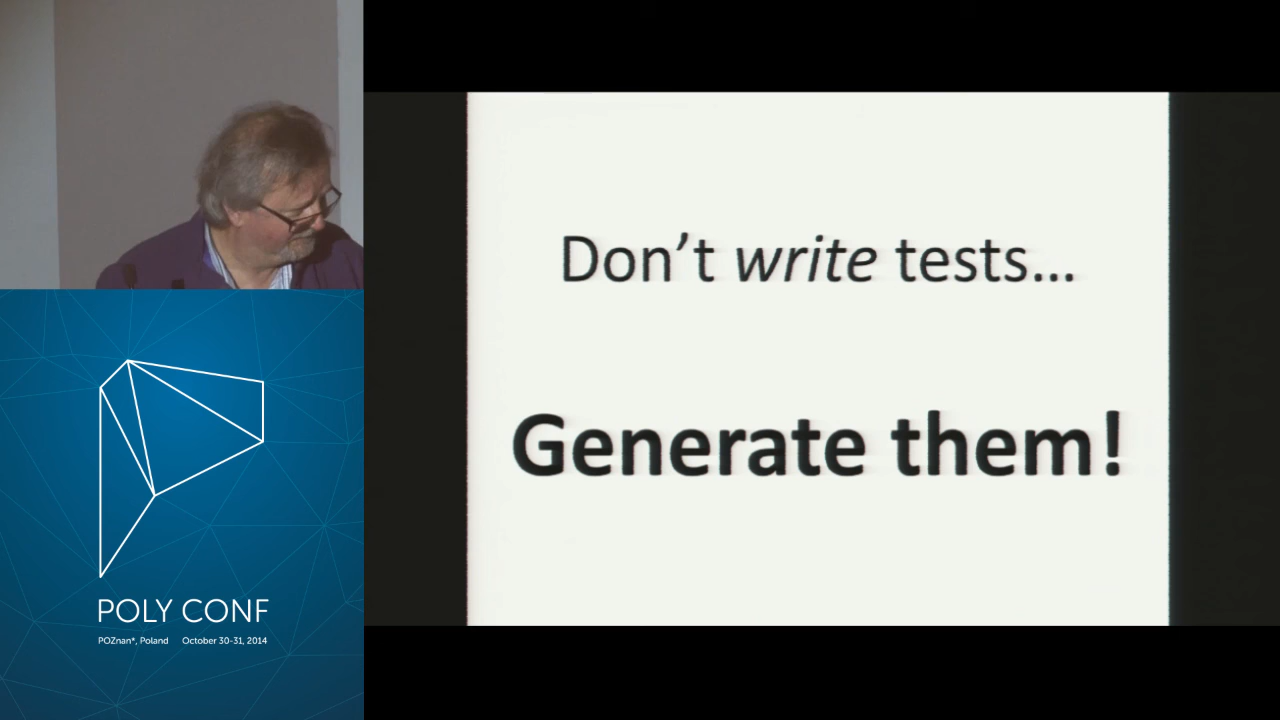 Don’t write tests...
Generate them!
POLY CONF
POZnan*, Poland October 30-31, 2014